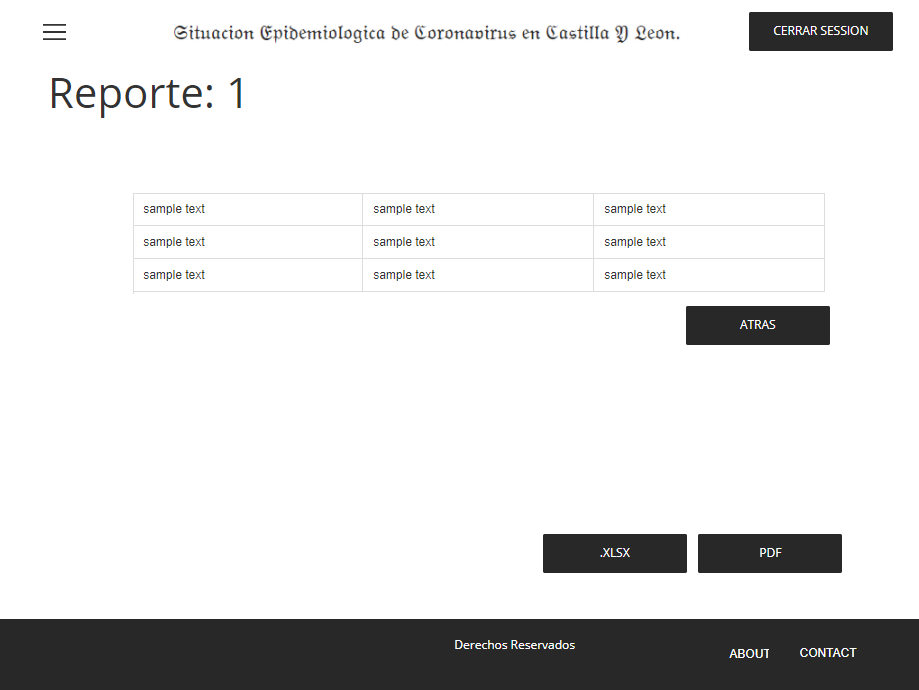 Situacion Epidemiologica de Coronavirus en Castilla Y Leon.
CERRAR SESSION
Reporte: 1
sample text sample text sample text
sample text sample text sample text
sample text sample text sample text
ATRAS
.XLSX PDF
Derechos Reservados
ABOUT CONTACT